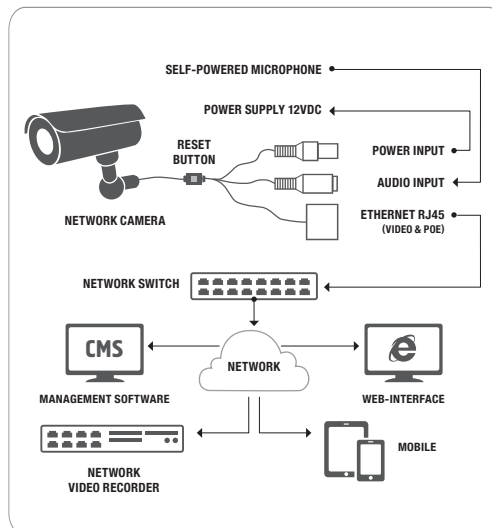 SELF-POWERED MICROPHONE
POWER SUPPLY 12VDC
RESET
BUTTON
POWER INPUT
AUDIO INPUT
NETWORK CAMERA
ETHERNET RJ45
(VIDEO & POE)
NETWORK SWITCH
CMS
NETWORK
MANAGEMENT SOFTWARE
WEB-INTERFACE
MOBILE
NETWORK
VIDEO RECORDER